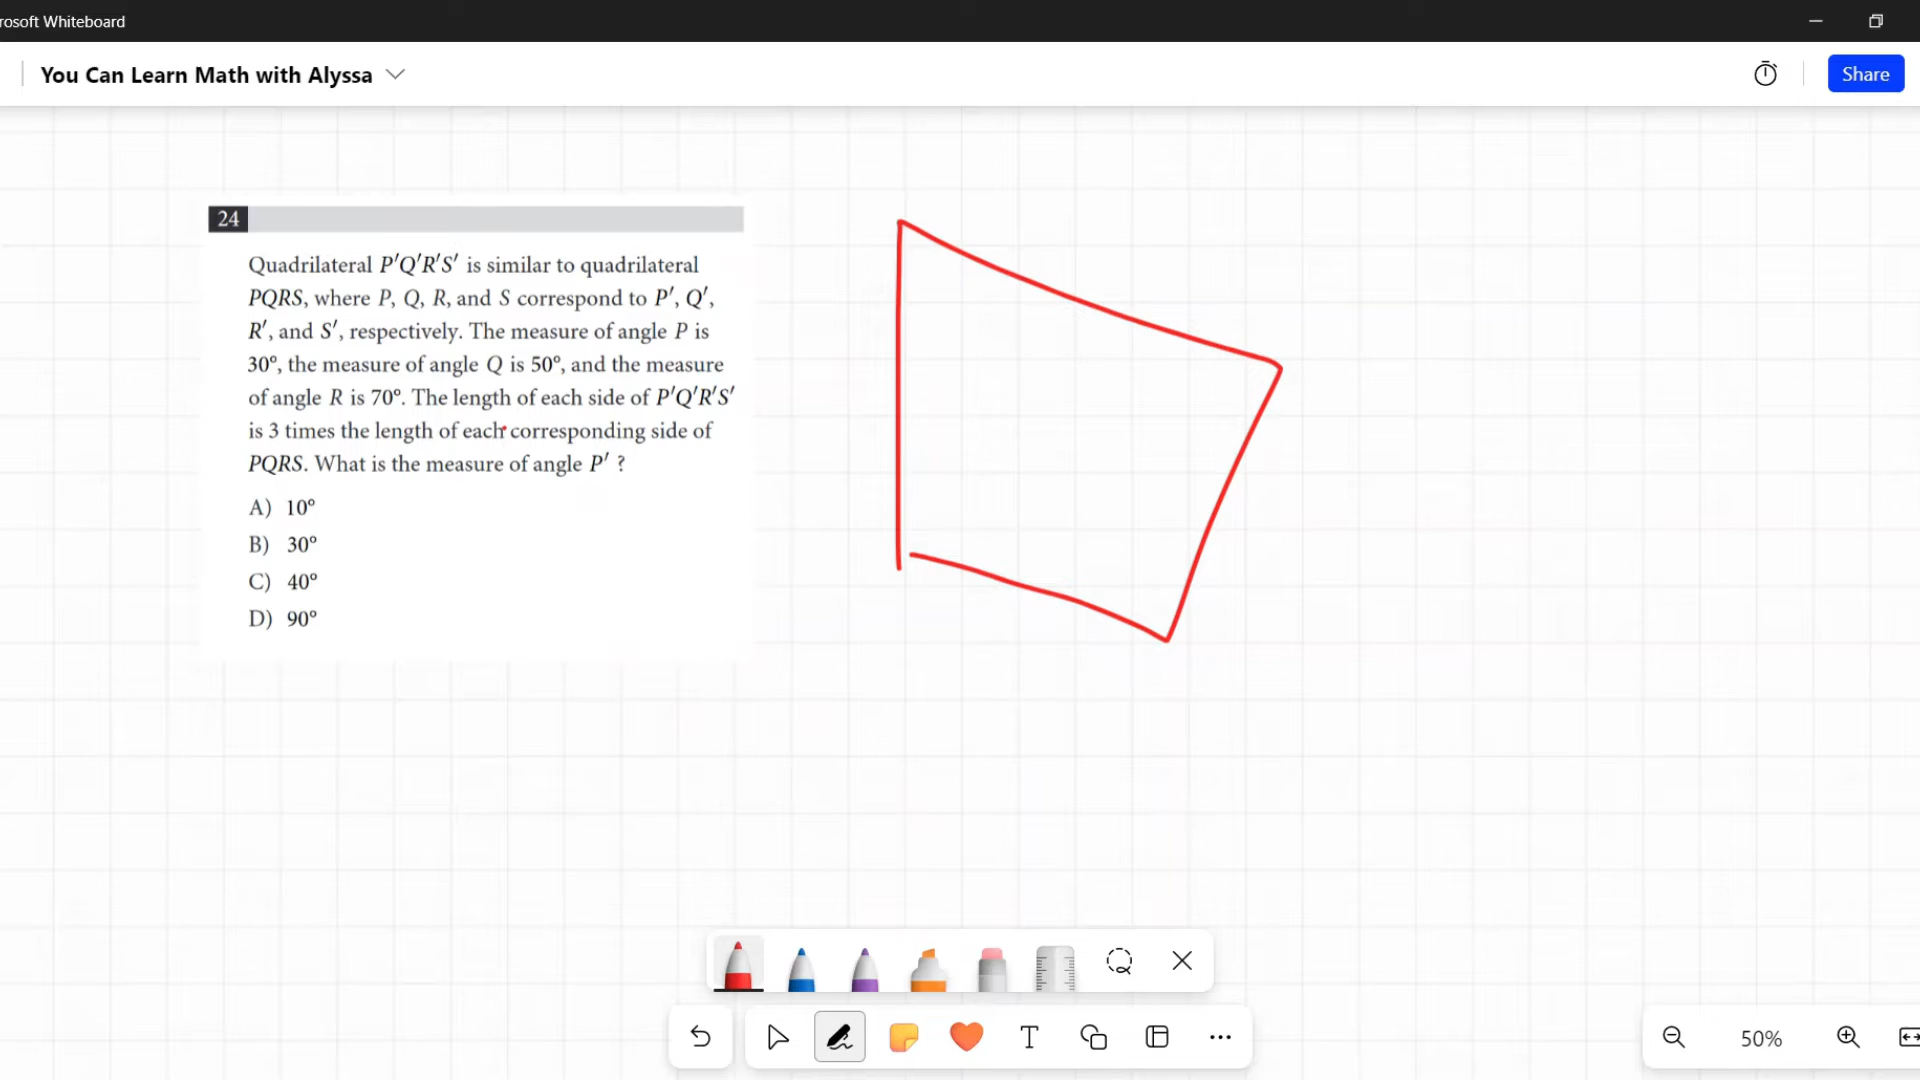 rosoft Whiteboard
You Can Learn Math with Alyssa
Share
24
Quadrilateral P′Q′R′S′ is similar to quadrilateral
PQRS, where P, Q, R, and S correspond to P′, Q′,
R′, and S′, respectively. The measure of angle P is
30°, the measure of angle Q is 50°, and the measure
of angle R is 70°. The length of each side of P′Q′R′S′
is 3 times the length of each corresponding side of
PQRS. What is the measure of angle P′ ?
A) 10°
B) 30°
C) 40°
D) 90°
50%